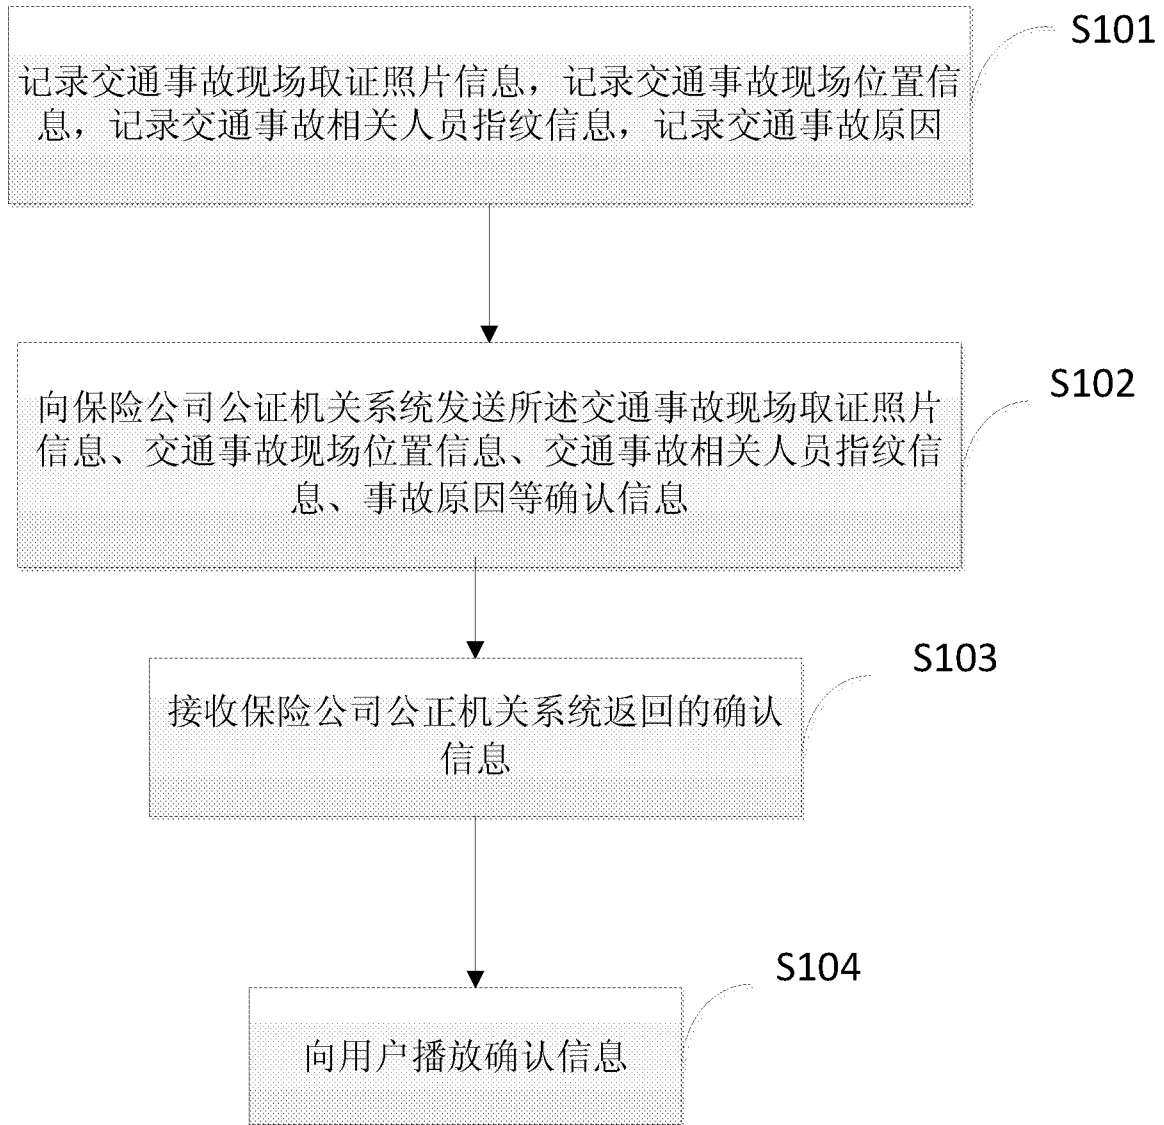 S101
记录交通事故现场取证照片信息，记录交通事故现场位置信
息，记录交通事故相关人员指纹信息，记录交通事故原因
S102
向保险公司公证机关系统发送所述交通事故现场取证照片
信息、交通事故现场位置信息、交通事故相关人员指纹信
息、事故原因等确认信息
S103
接收保险公司公正机关系统返回的确认
信息
S104
向用户播放确认信息